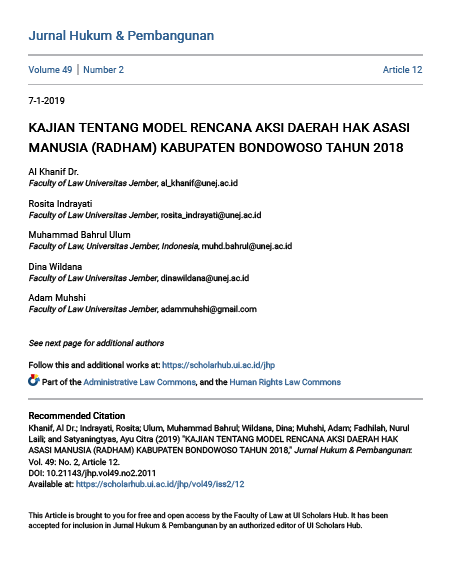 Jurnal Hukum & Pembangunan
Volume 49 | Number 2 Article 12
7-1-2019
KAJIAN TENTANG MODEL RENCANA AKSI DAERAH HAK ASASI
MANUSIA (RADHAM) KABUPATEN BONDOWOSO TAHUN 2018
Al Khanif Dr.
Faculty of Law Universitas Jember, al_khanif@unej.ac.id
Rosita Indrayati
Faculty of Law Universitas Jember, rosita_indrayati@unej.ac.id
Muhammad Bahrul Ulum
Faculty of Law, Universitas Jember, Indonesia, muhd.bahrul@unej.ac.id
Dina Wildana
Faculty of Law Universitas Jember, dinawildana@unej.ac.id
Adam Muhshi
Faculty of Law Universitas Jember, adammuhshi@gmail.com
See next page for additional authors
Follow this and additional works at: https://scholarhub.ui.ac.id/jhp
Part of the Administrative Law Commons, and the Human Rights Law Commons
Recommended Citation
Khanif, Al Dr.; Indrayati, Rosita; Ulum, Muhammad Bahrul; Wildana, Dina; Muhshi, Adam; Fadhilah, Nurul
Laili; and Satyaningtyas, Ayu Citra (2019) "KAJIAN TENTANG MODEL RENCANA AKSI DAERAH HAK
ASASI MANUSIA (RADHAM) KABUPATEN BONDOWOSO TAHUN 2018," Jurnal Hukum & Pembangunan:
Vol. 49: No. 2, Article 12.
DOI: 10.21143/jhp.vol49.no2.2011
Available at: https://scholarhub.ui.ac.id/jhp/vol49/iss2/12
This Article is brought to you for free and open access by the Faculty of Law at UI Scholars Hub. It has been
accepted for inclusion in Jurnal Hukum & Pembangunan by an authorized editor of UI Scholars Hub.